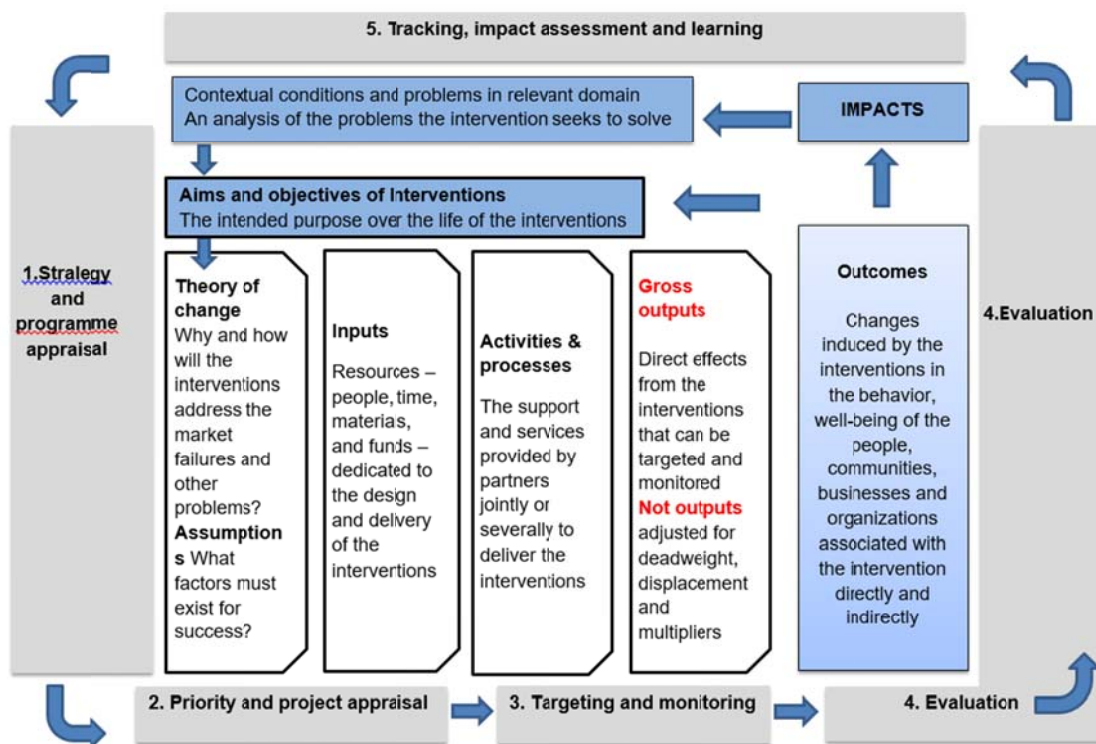 5. Tracking, impact assessment and learning
Contextual conditions and problems in relevant domain
An analysis of the problems the intervention seeks to solve
IMPACTS
Aims and objectives of Interventions
The intended purpose over the life of the interventions
1.Stralegy
and
programme
appraisal
Theory of
change
Why and how
will the
interventions
address the
market
failures and
other
problems?
Assumption
s What
factors must
exist for
success?
Inputs
Resources –
people, time,
materias,
and funds –
dedicated to
the design
and delivery
of the
interventions
Activities &
processes
The support
and services
provided by
partners
jointly or
severally to
deliver the
interventions
Gross
outputs
Direct effects
from the
interventions
that can be
targeted and
monitored
Not outputs
adjusted for
deadweight,
displacement
and
multipliers
Outcomes
Changes
induced by the
interventions in
the behavior,
well-being of the
people,
communities,
businesses and
organizations
associated with
the intervention
directly and
indirectly
4.Evaluation
2. Priority and project appraisal
3. Targeting and monitoring
4. Evaluation